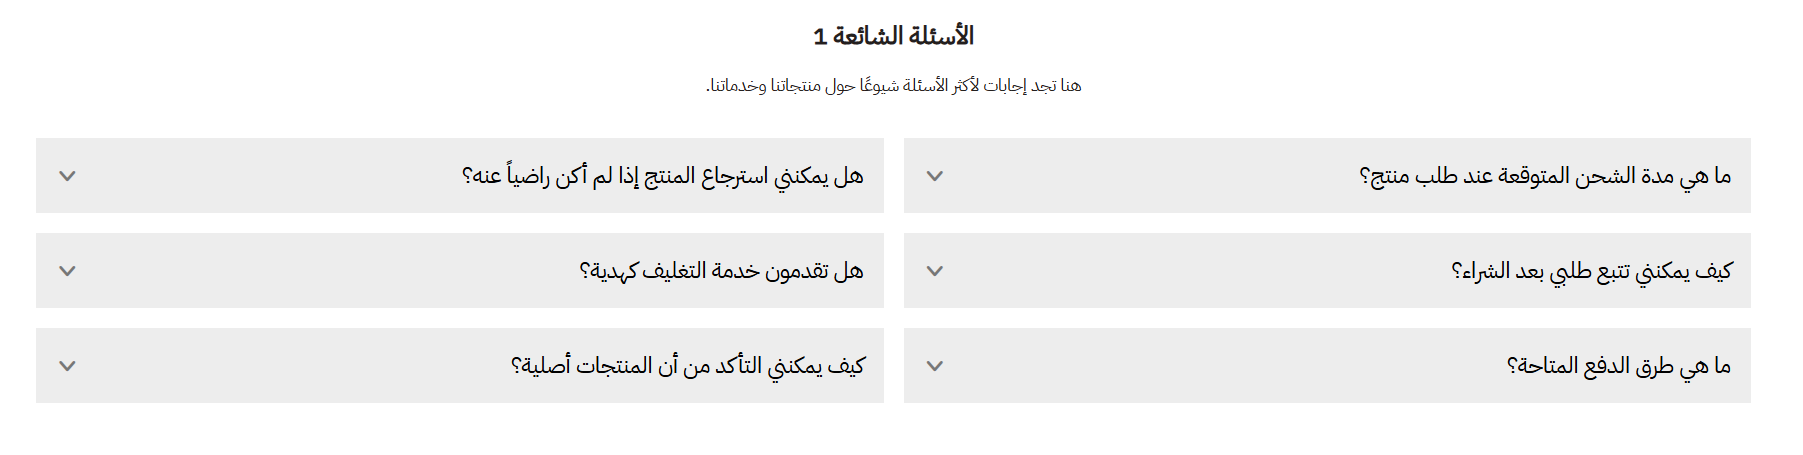 الأسئلة الشائعة 1
هنا تجد إجابات لأكثر الأسئلة شيوعًا حول منتجاتنا وخدماتنا.
ما هي مدة الشحن المتوقعة عند طلب منتج؟
هل يمكنني استرجاع المنتج إذا لم أكن راضياً عنه؟
كيف يمكنني تتبع طلبي بعد الشراء؟
هل تقدمون خدمة التغليف كهدية؟
ما هي طرق الدفع المتاحة؟
كيف يمكنني التأكد من أن المنتجات أصلية؟